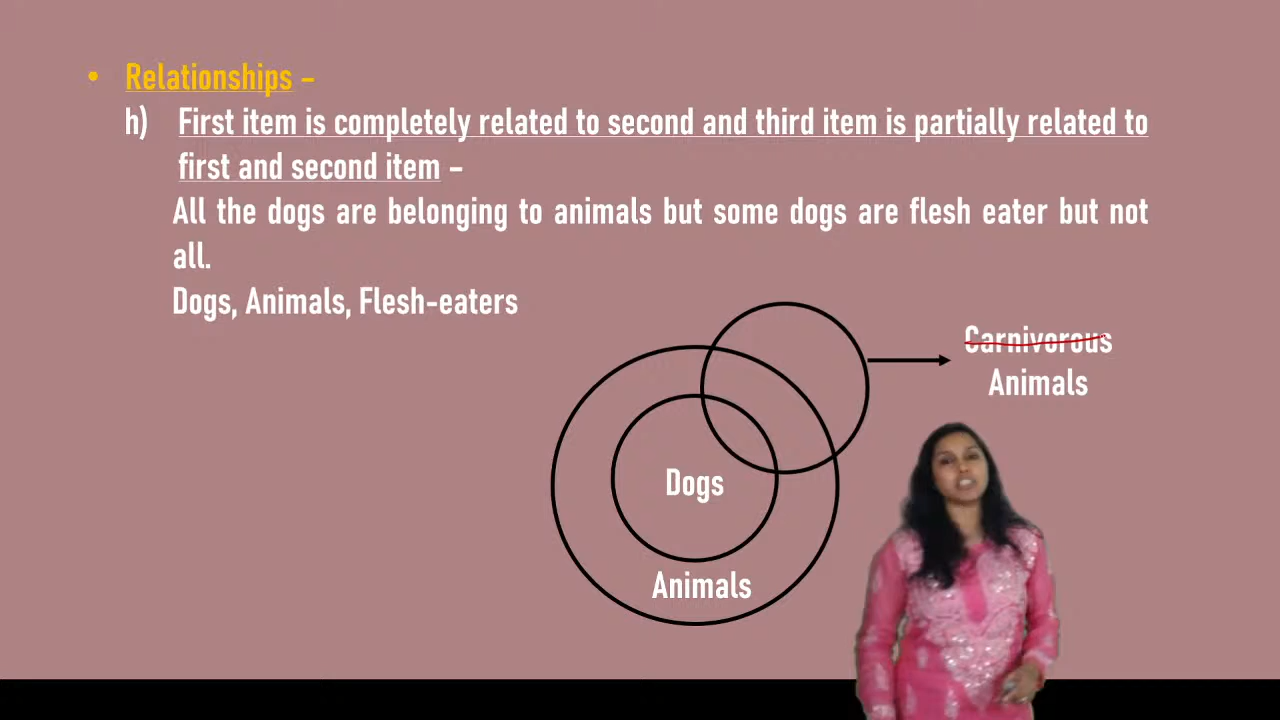 • Relationships –
h) First item is completely related to second and third item is partially related to
first and second item –
All the dogs are belonging to animals but some dogs are flesh eater but not
all.
Dogs, Animals, Flesh-eaters
Carnivorous
Animals
Dogs
Animals